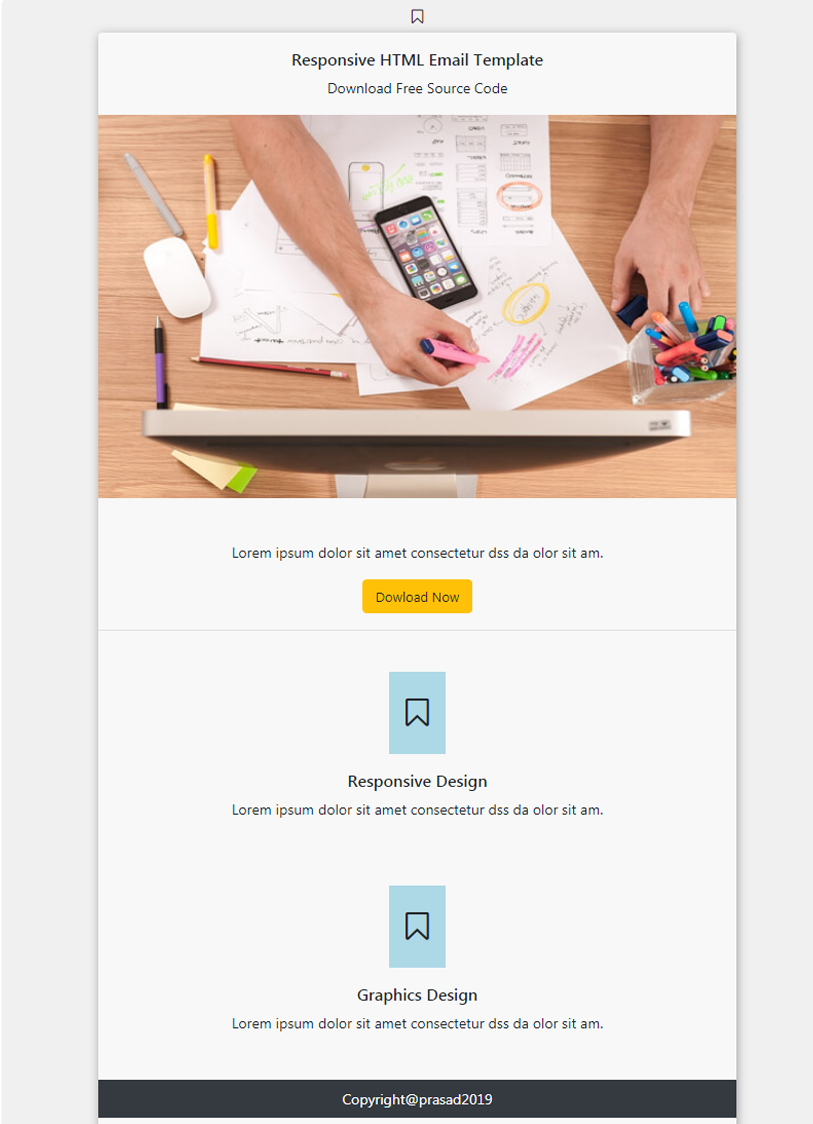 Responsive HTML Email Template
Download Free Source Code
Lorem ipsum dolor sit amet consectetur dss da olor sit am.
Dowload Now
Responsive Design
Lorem ipsum dolor sit amet consectetur dss da olor sit am.
Graphics Design
Lorem ipsum dolor sit amet consectetur dss da olor sit am.
Copyright@prasad2019